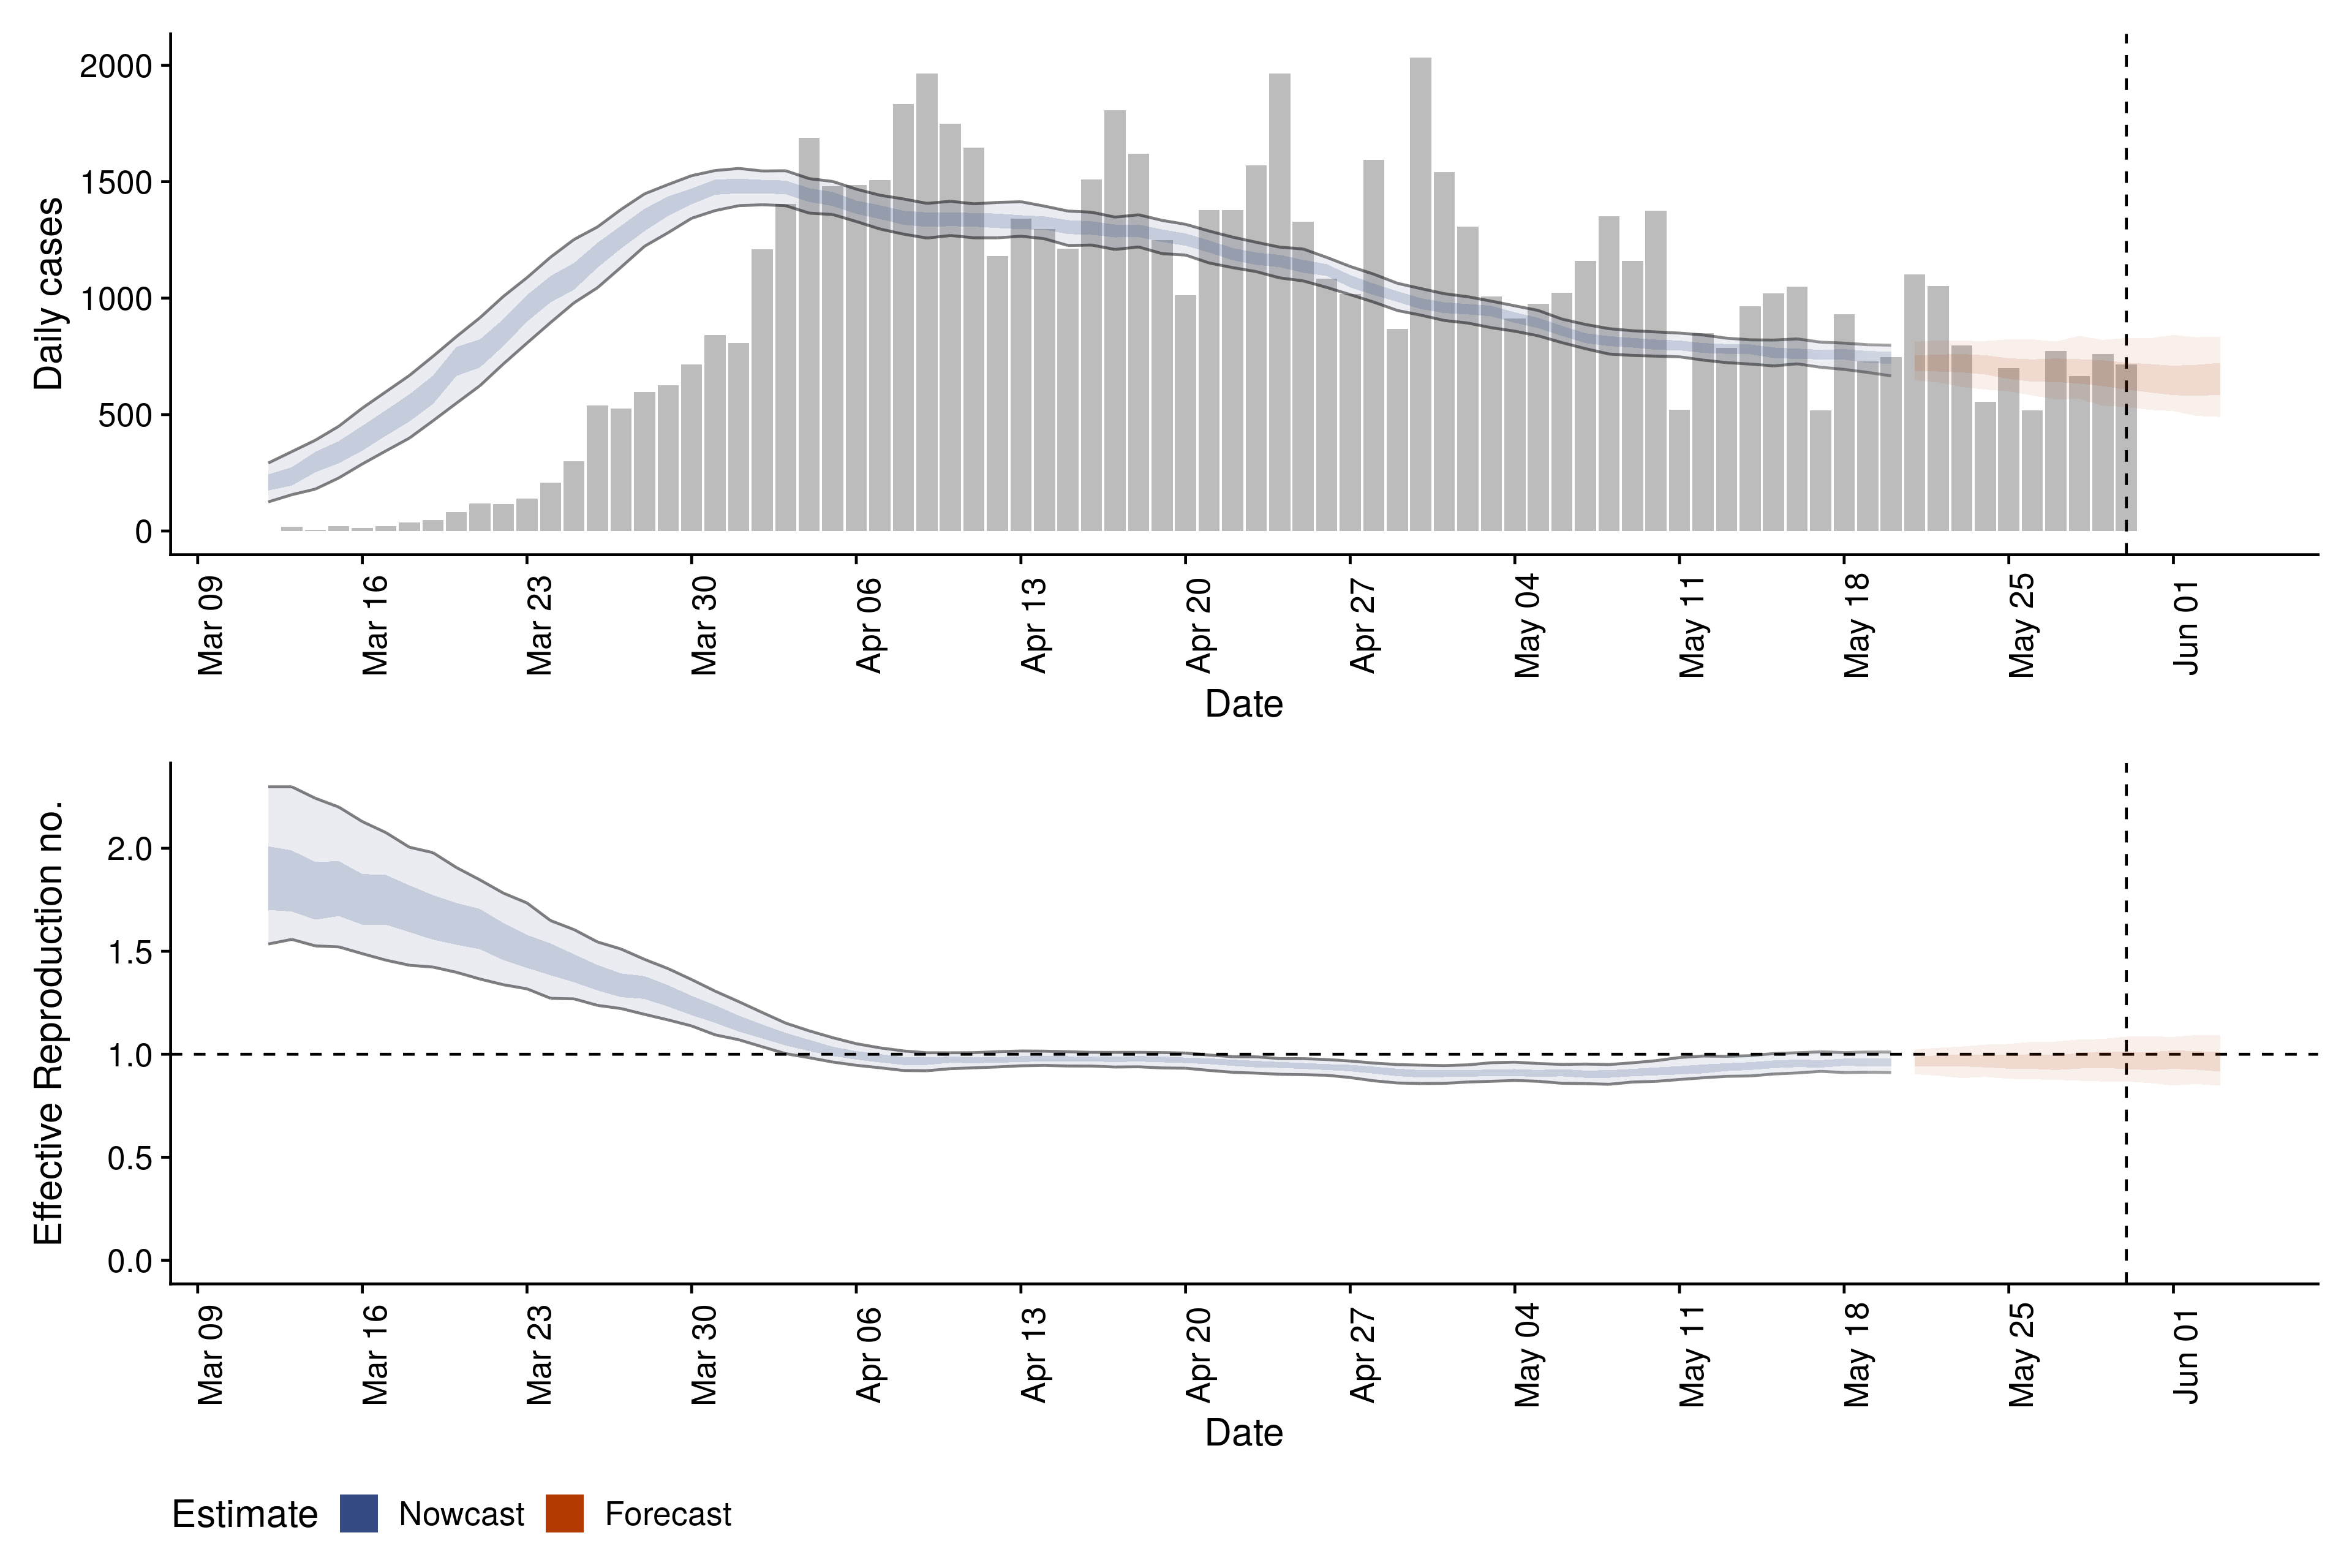 Daily cases
2000
1500
1000
500
0
Mar 09
Mar 16
Mar 23
Mar 30
Apr 06
Apr 13
Apr 20
Apr 27
May 04
May 11
May 18
May 25
Jun 01
Date
Effective Reproduction no.
2.0
1.5
1.0
0.5
0.0
Mar 09
Mar 16
Mar 23
Mar 30
Apr 06
Apr 13
Apr 20
Apr 27
May 04
May 11
May 18
May 25
Jun 01
Date
Estimate Nowcast Forecast